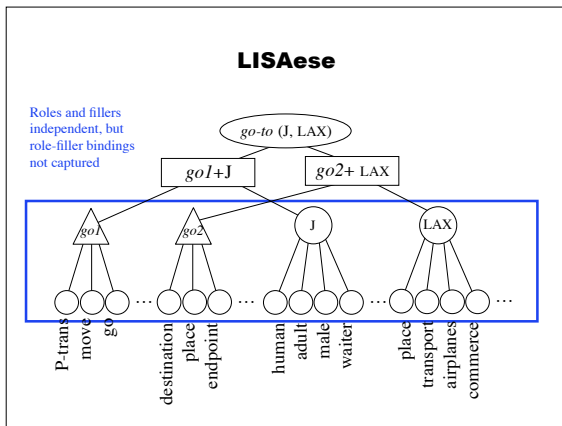 LISAese
Roles and fillers
independent, but
role-filler bindings
not captured
go-to (J, LAX)
go1+J
go2+ LAX
go1
go2
J
LAX
... ... ... ...
P-trans
move
go
destination
place
endpoint
human
adult
male
waiter
place
transport
airplanes
commerce